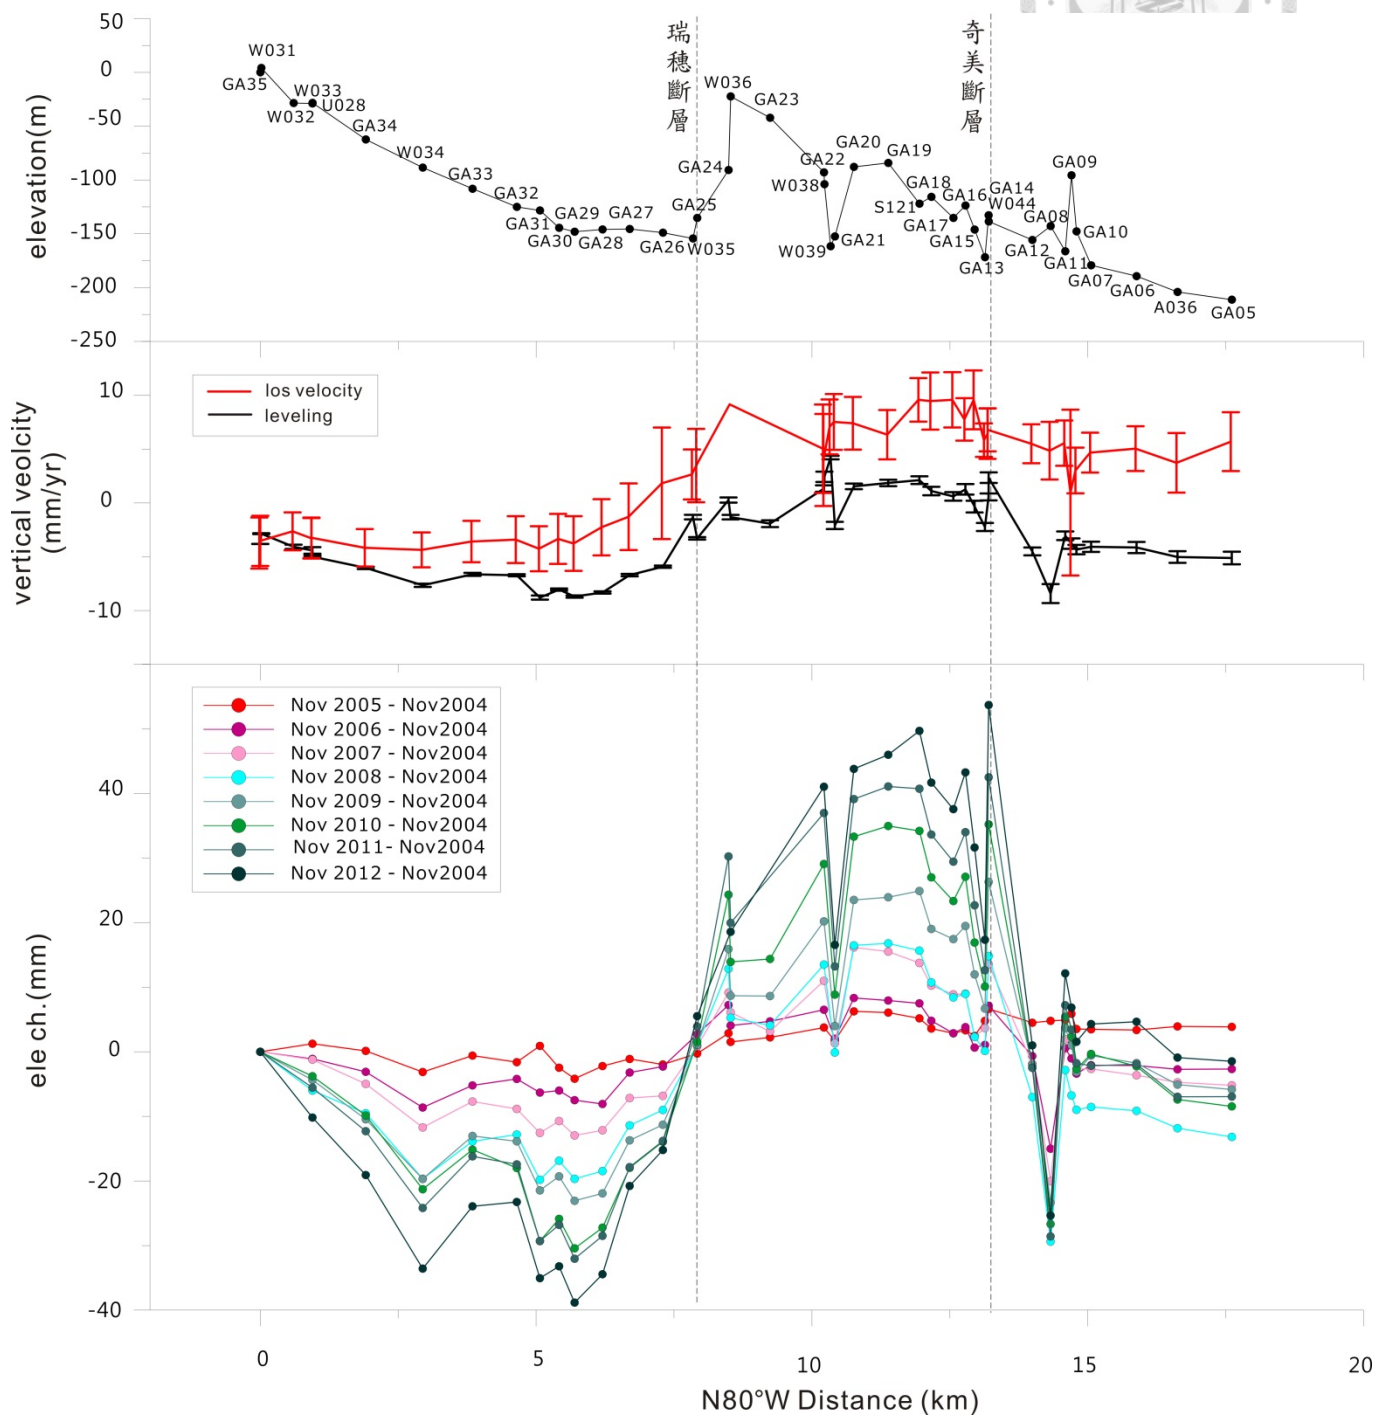 50
0
-50
-100
-150
-200
-250
elevation(m)
瑞穗斷層
奇美斷層
W031
GA35
W033
W032
U028
GA34
W034
GA33
GA32
GA31
GA29
GA30
GA27
GA28
GA26
GA25
W035
GA24
W036
GA23
GA22
W038
W039
GA21
GA20
GA19
S121
GA18
GA17
GA16
GA15
GA14
W044
GA13
GA12
GA08
GA09
GA11
GA10
GA07
GA06
A036
GA05
10
0
-10
vertical veolcity
(mm/yr)
los velocity
leveling
Nov 2005 - Nov2004
Nov 2006 - Nov2004
Nov 2007 - Nov2004
Nov 2008 - Nov2004
Nov 2009 - Nov2004
Nov 2010 - Nov2004
Nov 2011- Nov2004
Nov 2012 - Nov2004
40
20
0
-20
-40
ele ch.(mm)
0
5
10
15
20
N80°W Distance (km)